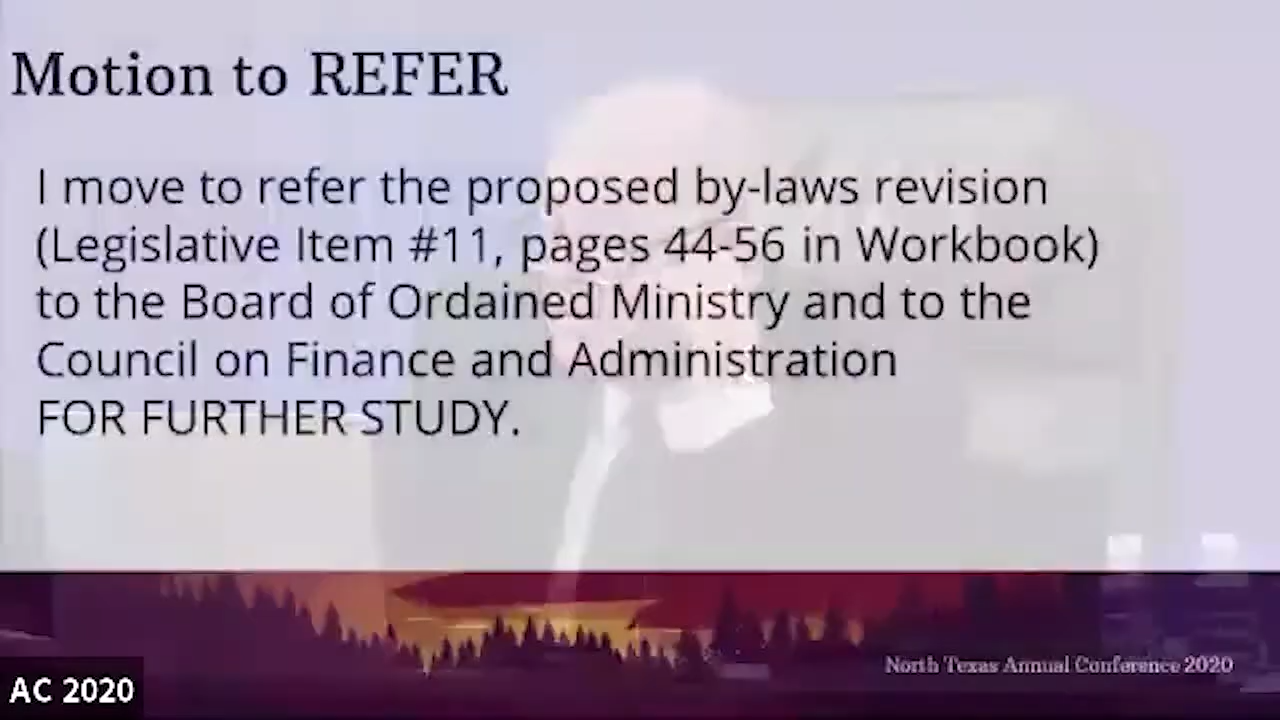 Motion to REFER
I move to refer the proposed by-laws revision
(Legislative Item #11, pages 44-56 in Workbook)
to the Board of Ordained Ministry and to the
Council on Finance and Administration
FOR FURTHER STUDY.
North Texas Annual Conference 2020
AC 2020